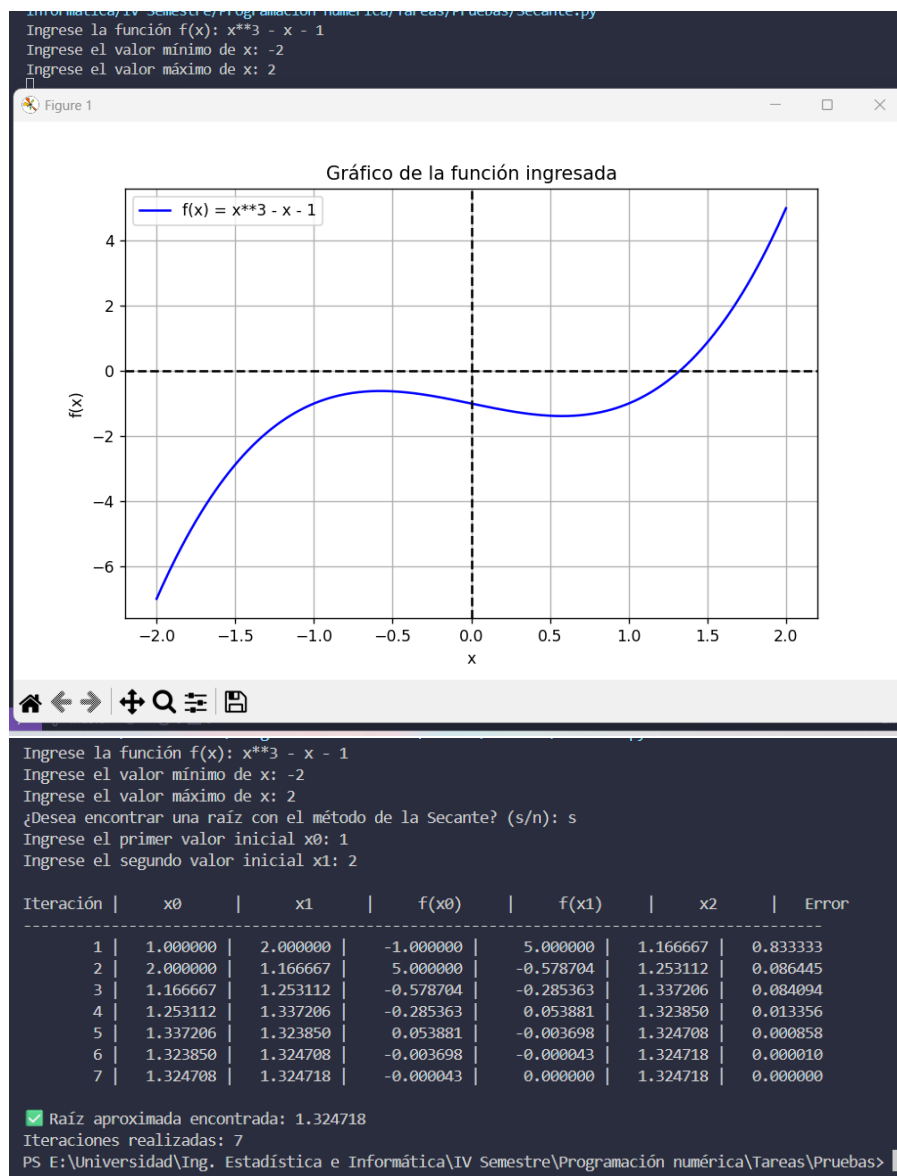 Informática/IV Semestre/Programación numérica/Tareas/Pruebas/Secante.py
Ingrese la función f(x): x**3 - x - 1
Ingrese el valor mínimo de x: -2
Ingrese el valor máximo de x: 2
Figure 1
Gráfico de la función ingresada
f(x) = x**3 - x - 1
4
2
0
−2
−4
−6
f(x)
−2.0 −1.5 −1.0 −0.5 0.0 0.5 1.0 1.5 2.0
x
Ingrese la función f(x): x**3 - x - 1
Ingrese el valor mínimo de x: -2
Ingrese el valor máximo de x: 2
¿Desea encontrar una raíz con el método de la Secante? (s/n): s
Ingrese el primer valor inicial x0: 1
Ingrese el segundo valor inicial x1: 2
Iteración | x0 | x1 | f(x0) | f(x1) | x2 | Error
--------------------------------------------------------------------------------
1 | 1.000000 | 2.000000 | -1.000000 | 5.000000 | 1.166667 | 0.833333
2 | 2.000000 | 1.166667 | 5.000000 | -0.578704 | 1.253112 | 0.086445
3 | 1.166667 | 1.253112 | -0.578704 | -0.285363 | 1.337206 | 0.084094
4 | 1.253112 | 1.337206 | -0.285363 | 0.053881 | 1.323850 | 0.013356
5 | 1.337206 | 1.323850 | 0.053881 | -0.003698 | 1.324708 | 0.000858
6 | 1.323850 | 1.324708 | -0.003698 | -0.000043 | 1.324718 | 0.000010
7 | 1.324708 | 1.324718 | -0.000043 | 0.000000 | 1.324718 | 0.000000
✅ Raíz aproximada encontrada: 1.324718
Iteraciones realizadas: 7
PS E:\Universidad\Ing. Estadística e Informática\IV Semestre\Programación numérica\Tareas\Pruebas>